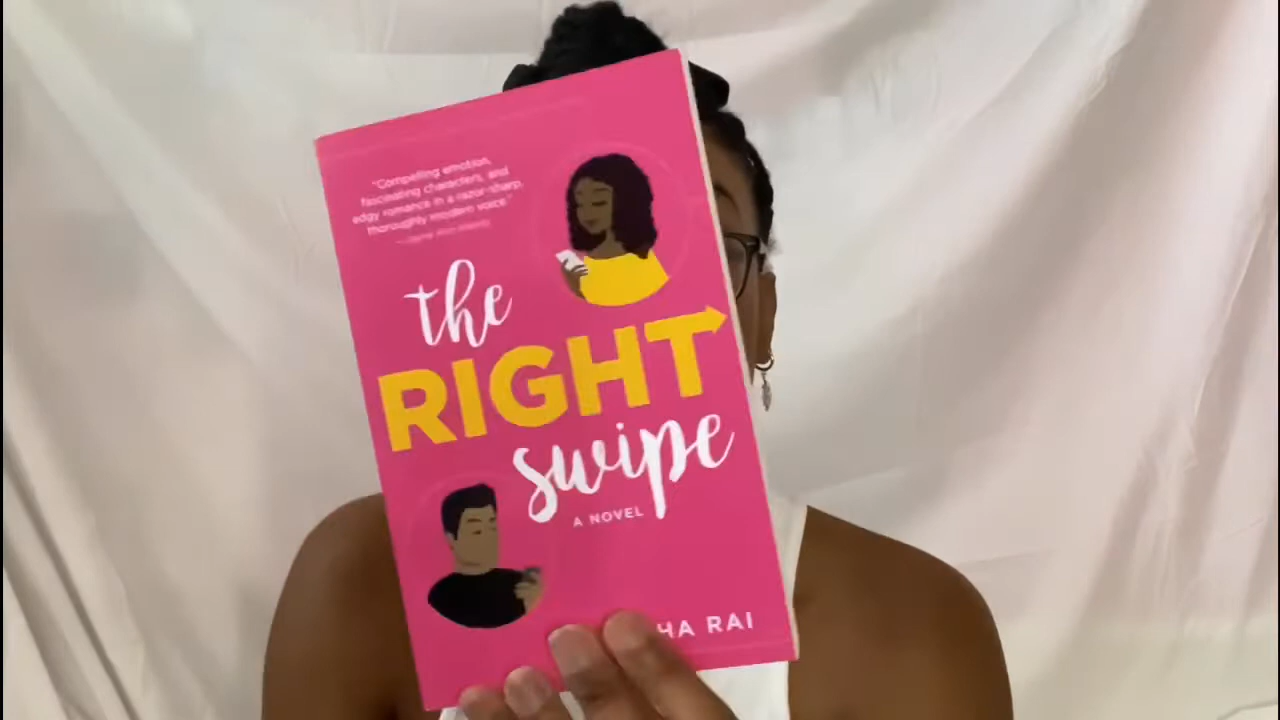 "Compelling emotion,
fascinating characters, and
edgy romance in a razor-sharp,
thoroughly modern voice."
the
RIGHT
swipe
A NOVEL
HA RAI